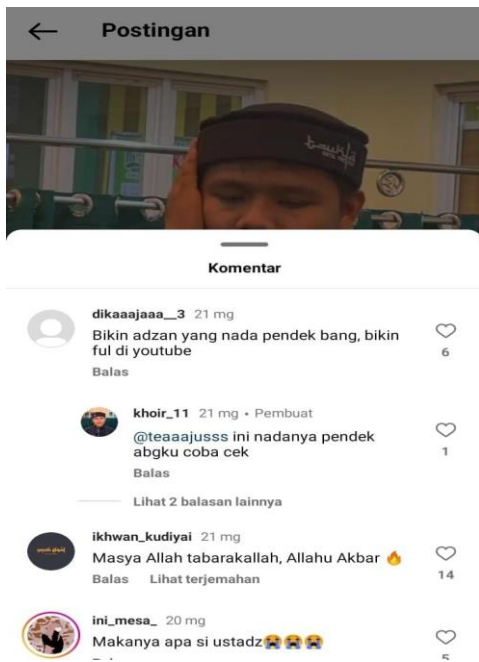 Postingan
Komentar
dikaaajaaa__3 21 mg
Bikin adzan yang nada pendek bang, bikin
ful di youtube
6
Balas
khoir_11 21 mg • Pembuat
@teaaajusss ini nadanya pendek
abgku coba cek
1
Balas
Lihat 2 balasan lainnya
ikhwan_kudiyai 21 mg
Masya Allah tabarakallah, Allahu Akbar 🔥
14
Balas Lihat terjemahan
ini_mesa_ 20 mg
Makanya apa si ustadz😭😭😭
5